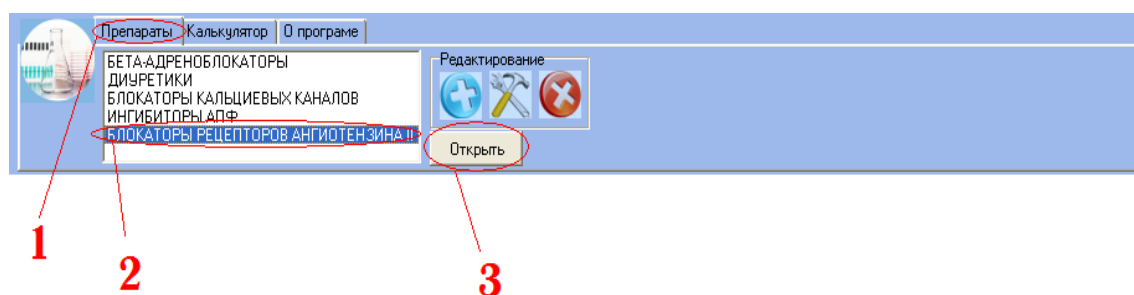 Препараты Калькулятор О програме
БЕТА-АДРЕНОБЛОКАТОРЫ
ДИУРЕТИКИ
БЛОКАТОРЫ КАЛЬЦИЕВЫХ КАНАЛОВ
ИНГИБИТОРЫ АПФ
БЛОКАТОРЫ РЕЦЕПТОРОВ АНГИОТЕНЗИНА II
Редактирование
Открыть
1
2
3